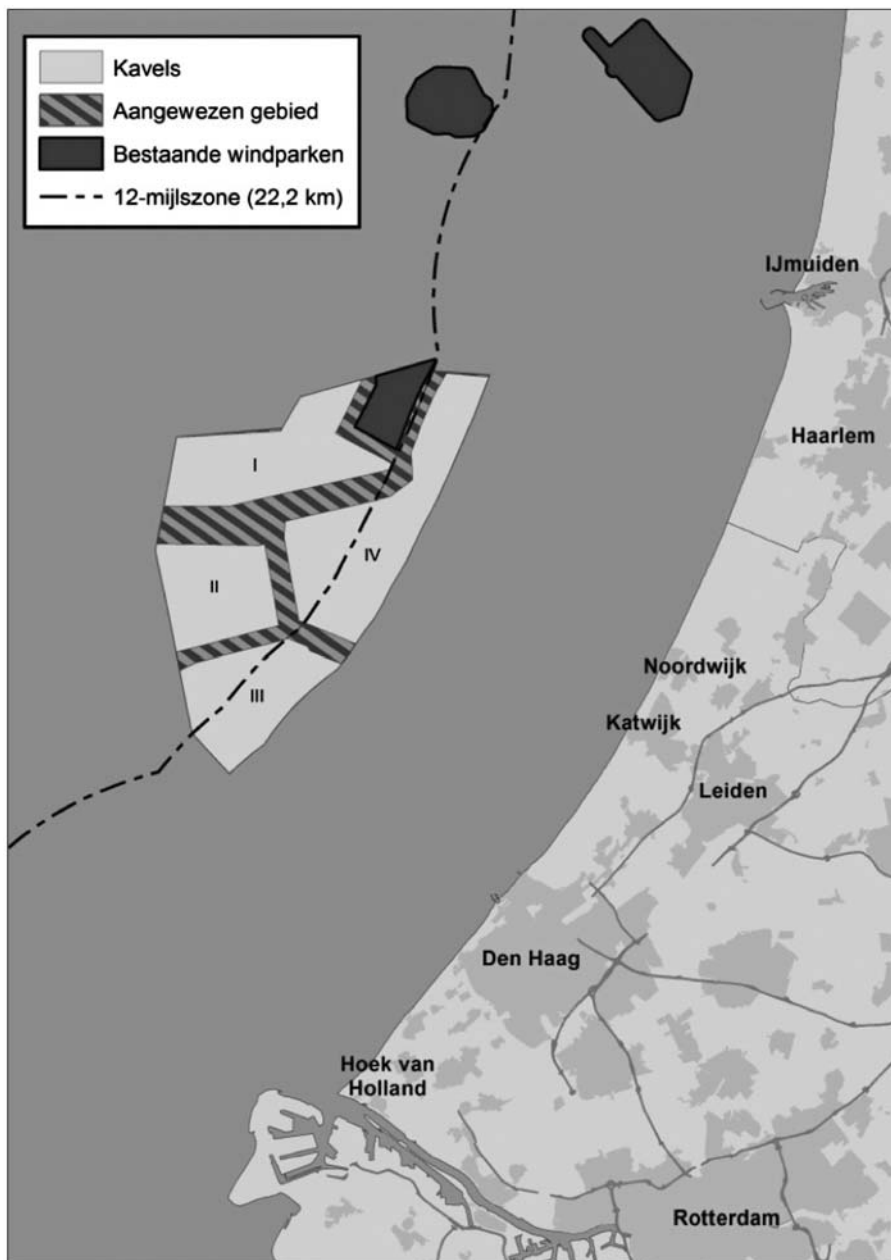 Kavels
Aangewezen gebied
Bestaande windparken
12-mijlszone (22,2 km)
IJmuiden
Haarlem
I
IV
II
Noordwijk
III
Katwijk
Leiden
Den Haag
Hoek van
Holland
Rotterdam